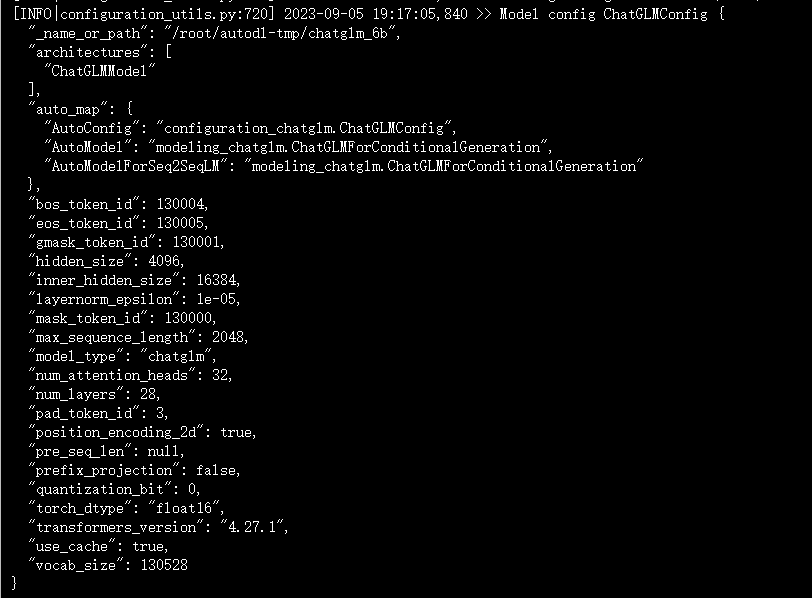 [INFO|configuration_utils.py:720] 2023-09-05 19:17:05,840 >> Model config ChatGLMConfig {
"_name_or_path": "/root/autodl-tmp/chatglm_6b",
"architectures": [
"ChatGLMModel"
],
"auto_map": {
"AutoConfig": "configuration_chatglm.ChatGLMConfig",
"AutoModel": "modeling_chatglm.ChatGLMForConditionalGeneration",
"AutoModelForSeq2SeqLM": "modeling_chatglm.ChatGLMForConditionalGeneration"
},
"bos_token_id": 130004,
"eos_token_id": 130005,
"gmask_token_id": 130001,
"hidden_size": 4096,
"inner_hidden_size": 16384,
"layernorm_epsilon": 1e-05,
"mask_token_id": 130000,
"max_sequence_length": 2048,
"model_type": "chatglm",
"num_attention_heads": 32,
"num_layers": 28,
"pad_token_id": 3,
"position_encoding_2d": true,
"pre_seq_len": null,
"prefix_projection": false,
"quantization_bit": 0,
"torch_dtype": "float16",
"transformers_version": "4.27.1",
"use_cache": true,
"vocab_size": 130528
}